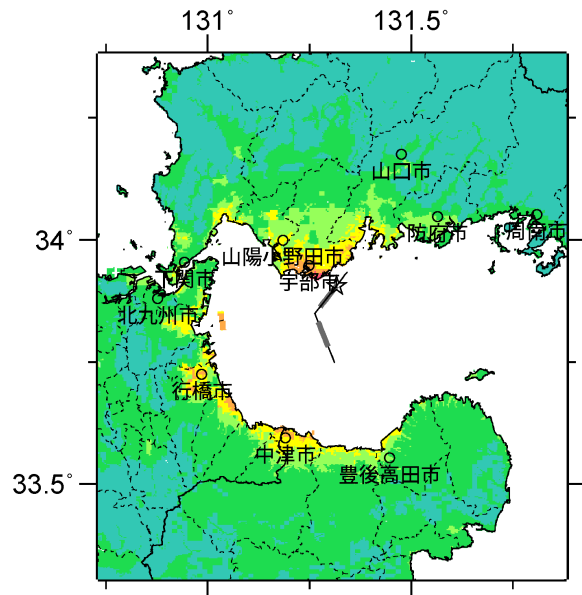 131° 131.5°
山口市
34°
防府市 周南市
山陽小野田市
下関市 宇部市
北九州市
行橋市
中津市
豊後高田市
33.5°